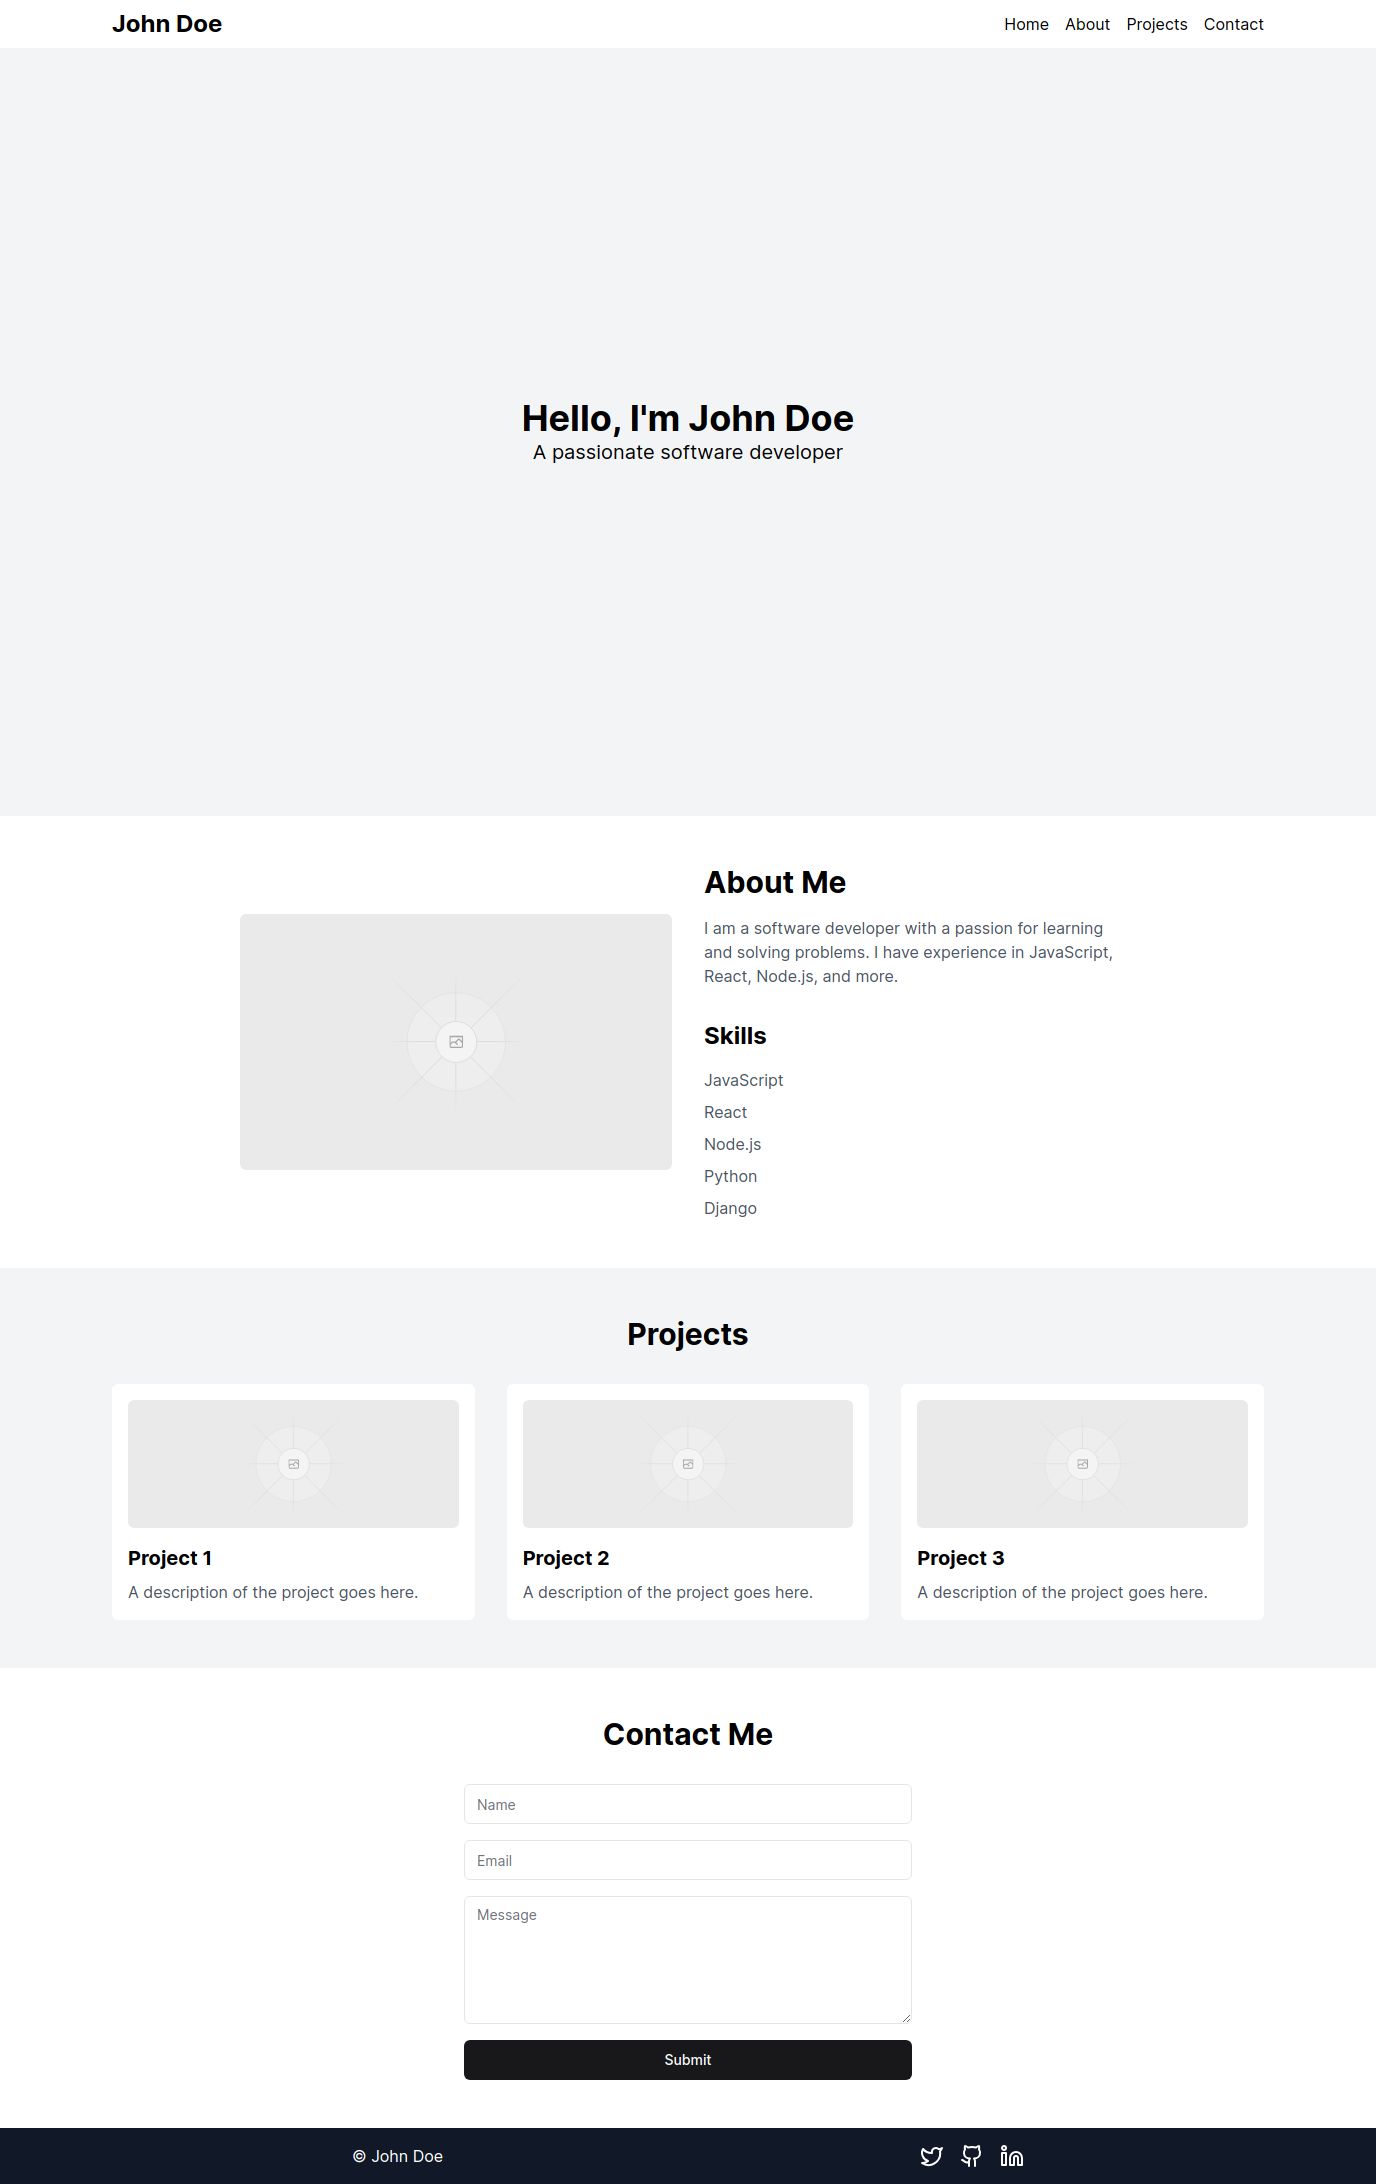 John Doe
Home About Projects Contact
Hello, I'm John Doe
A passionate software developer
About Me
I am a software developer with a passion for learning
and solving problems. I have experience in JavaScript,
React, Node.js, and more.
Skills
JavaScript
React
Node.js
Python
Django
Projects
Project 1
A description of the project goes here.
Project 2
A description of the project goes here.
Project 3
A description of the project goes here.
Contact Me
Name
Email
Message
Submit
© John Doe